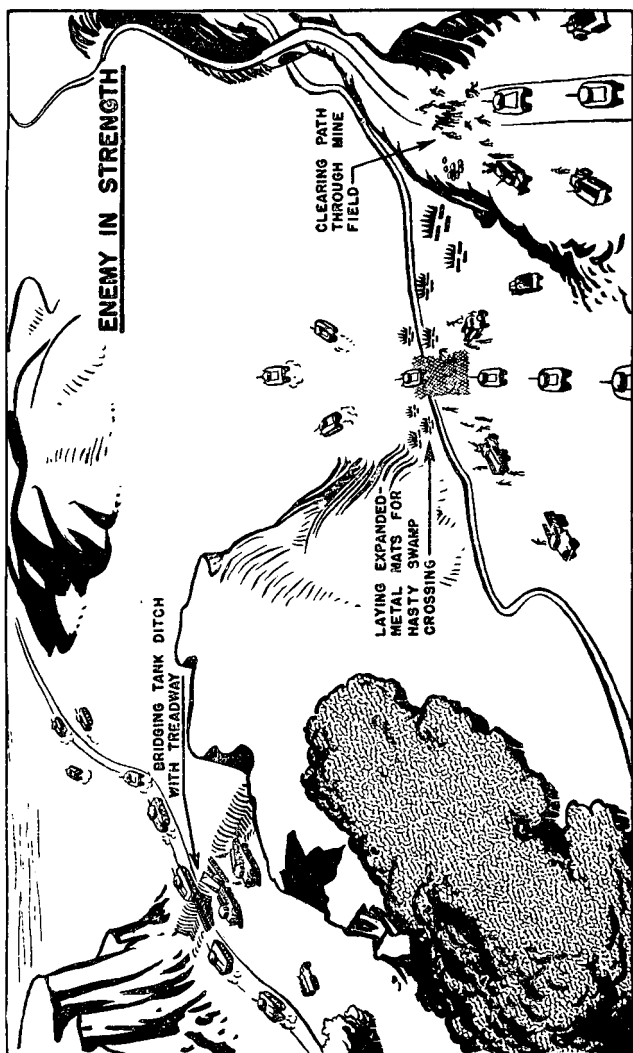 ENEMY IN STRENGTH
BRIDGING TANK DITCH
WITH TREADWAY
LAYING EXPANDED-
METAL MATS FOR
HASTY SWAMP
CROSSING
CLEARING PATH
THROUGH MINE
FIELD